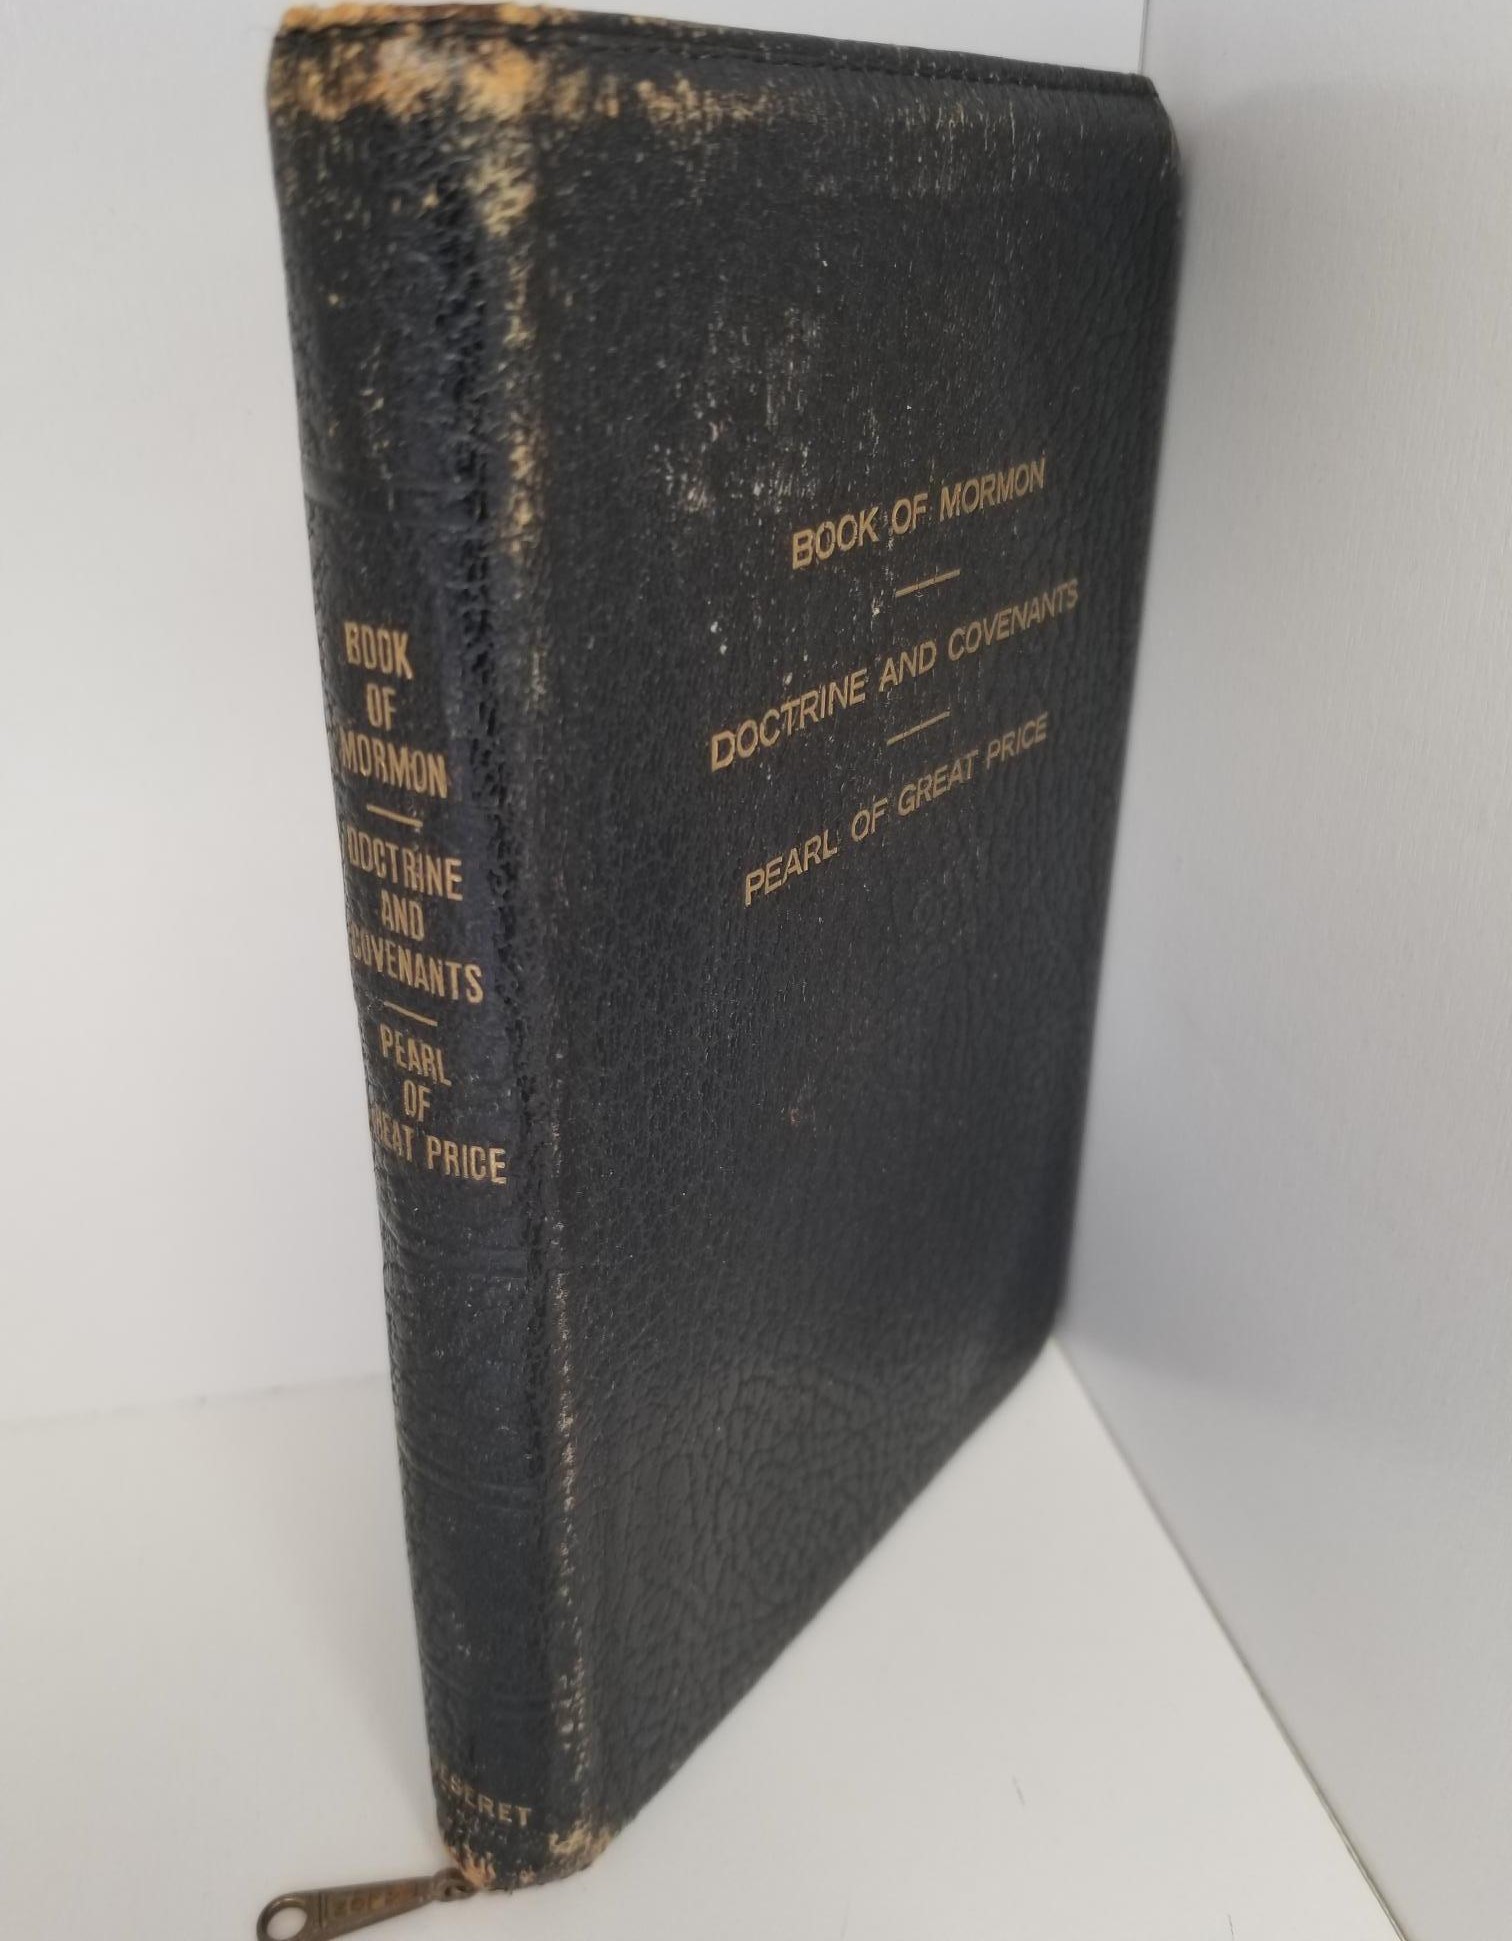 BOOK
OF
MORMON
DOCTRINE
AND
COVENANTS
PEARL
OF
GREAT PRICE
DESERET
BOOK OF MORMON
DOCTRINE AND COVENANTS
PEARL OF GREAT PRICE